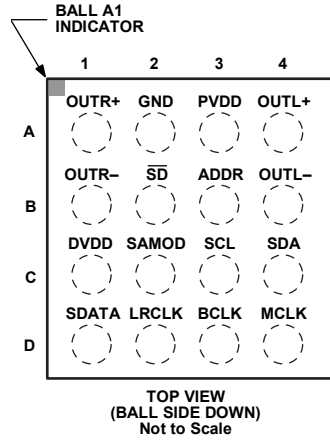 BALL A1
INDICATOR
1 2 3 4
A
OUTR+ GND PVDD OUTL+
B
OUTR– SD ADDR OUTL–
C
DVDD SAMOD SCL SDA
D
SDATA LRCLK BCLK MCLK
TOP VIEW
(BALL SIDE DOWN)
Not to Scale